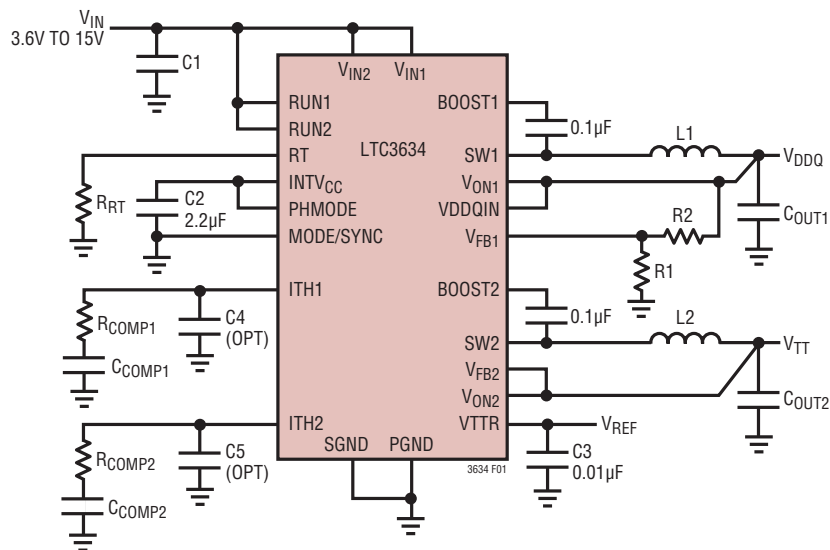 VIN
3.6V TO 15V
C1
VIN2
VIN1
RUN1
RUN2
RT
INTVCC
PHMODE
MODE/SYNC
ITH1
ITH2
SGND
PGND
LTC3634
BOOST1
SW1
VON1
VDDQIN
VFB1
BOOST2
SW2
VFB2
VON2
VTTR
RRT
C2
2.2µF
RCOMP1
CCOMP1
C4
(OPT)
RCOMP2
CCOMP2
C5
(OPT)
0.1µF
L1
VDDQ
COUT1
R2
R1
0.1µF
L2
VTT
COUT2
VREF
C3
0.01µF
3634 F01